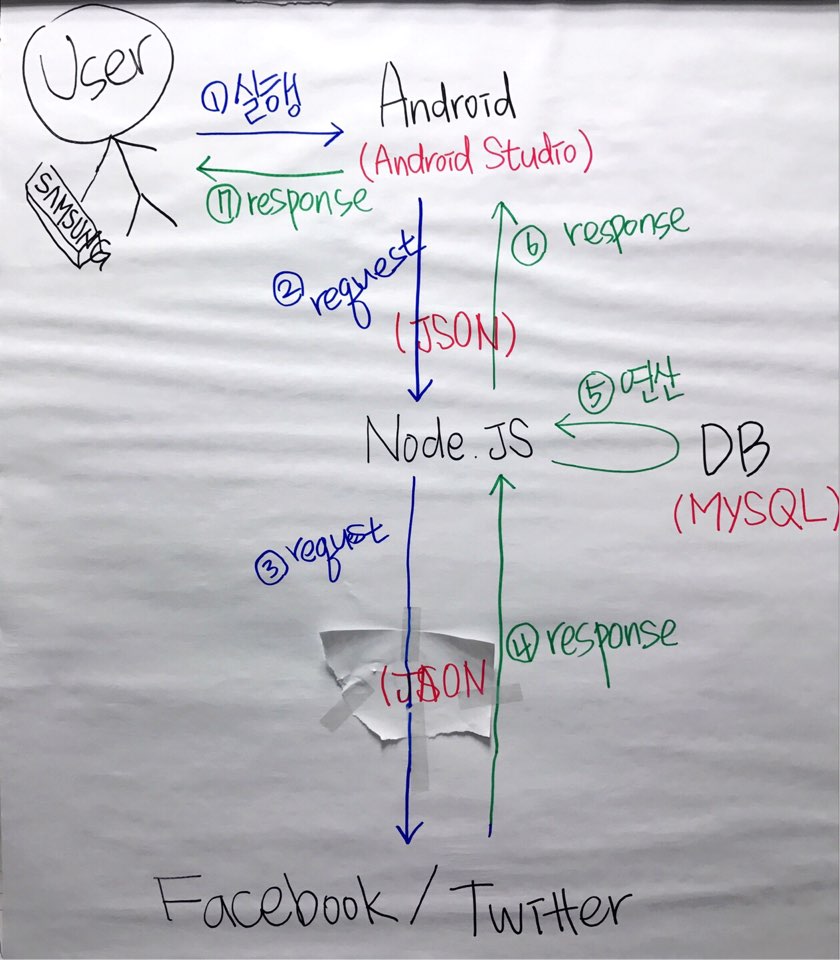 User
SAMSUNG
① 실행
Android
(Android Studio)
⑦ response
② request
(JSON)
⑥ response
Node.JS
⑤ 연산
DB
(MYSQL)
③ request
④ response
(JSON
Facebook / Twitter